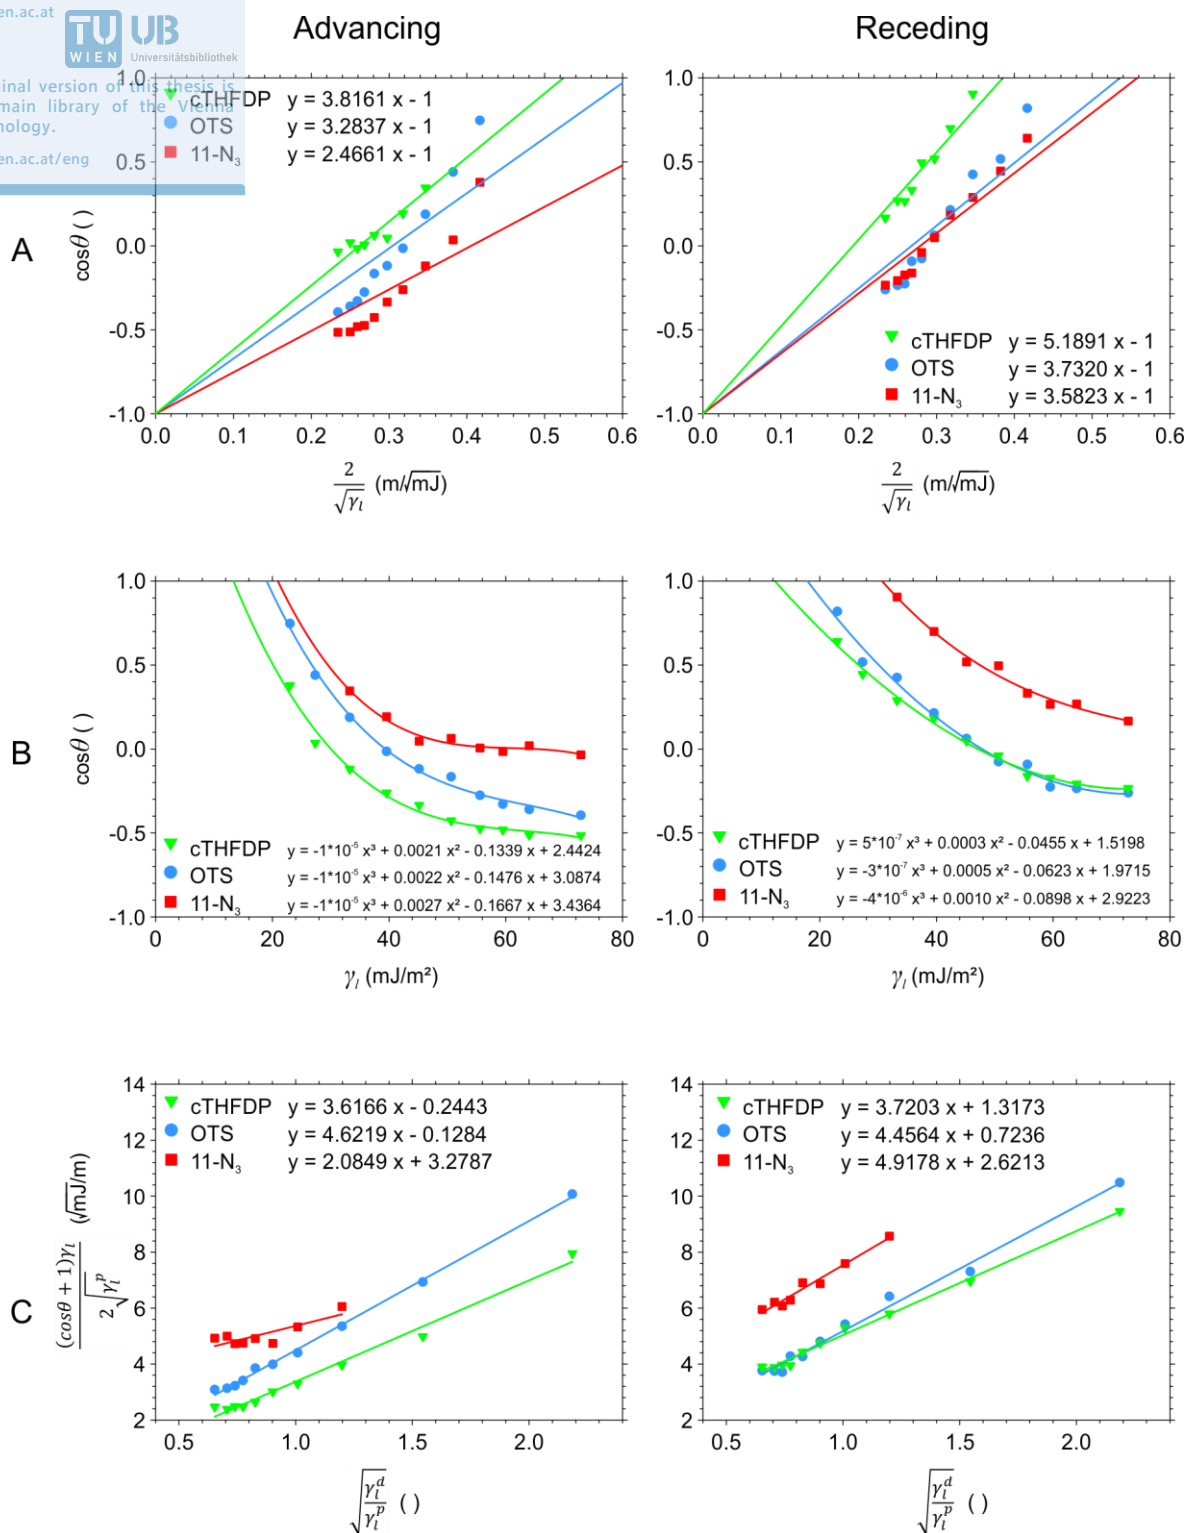 en.ac.at
TU UB
WIEN Universitätsbibliothek
inal version of this thesis is
main library of the Vienna
nology.
en.ac.at/eng
Advancing
Receding
A
cosθ ( )
1.0
0.5
0.0
-0.5
-1.0
cTHFDP y = 3.8161 x - 1
OTS y = 3.2837 x - 1
11-N₃ y = 2.4661 x - 1
0.0 0.1 0.2 0.3 0.4 0.5 0.6
2/√γₗ (m/√mJ)
1.0
0.5
0.0
-0.5
-1.0
cTHFDP y = 5.1891 x - 1
OTS y = 3.7320 x - 1
11-N₃ y = 3.5823 x - 1
0.0 0.1 0.2 0.3 0.4 0.5 0.6
2/√γₗ (m/√mJ)
B
cosθ ( )
1.0
0.5
0.0
-0.5
-1.0
cTHFDP y = -1*10⁻⁵ x³ + 0.0021 x² - 0.1339 x + 2.4424
OTS y = -1*10⁻⁵ x³ + 0.0022 x² - 0.1476 x + 3.0874
11-N₃ y = -1*10⁻⁵ x³ + 0.0027 x² - 0.1667 x + 3.4364
0 20 40 60 80
γₗ (mJ/m²)
1.0
0.5
0.0
-0.5
-1.0
cTHFDP y = 5*10⁻⁷ x³ + 0.0003 x² - 0.0455 x + 1.5198
OTS y = -3*10⁻⁷ x³ + 0.0005 x² - 0.0623 x + 1.9715
11-N₃ y = -4*10⁻⁶ x³ + 0.0010 x² - 0.0898 x + 2.9223
0 20 40 60 80
γₗ (mJ/m²)
C
(cosθ + 1)γₗ / 2√γₗᵖ (√mJ/m)
14
12
10
8
6
4
2
cTHFDP y = 3.6166 x - 0.2443
OTS y = 4.6219 x - 0.1284
11-N₃ y = 2.0849 x + 3.2787
0.5 1.0 1.5 2.0
√(γₗᵈ/γₗᵖ) ( )
14
12
10
8
6
4
2
cTHFDP y = 3.7203 x + 1.3173
OTS y = 4.4564 x + 0.7236
11-N₃ y = 4.9178 x + 2.6213
0.5 1.0 1.5 2.0
√(γₗᵈ/γₗᵖ) ( )